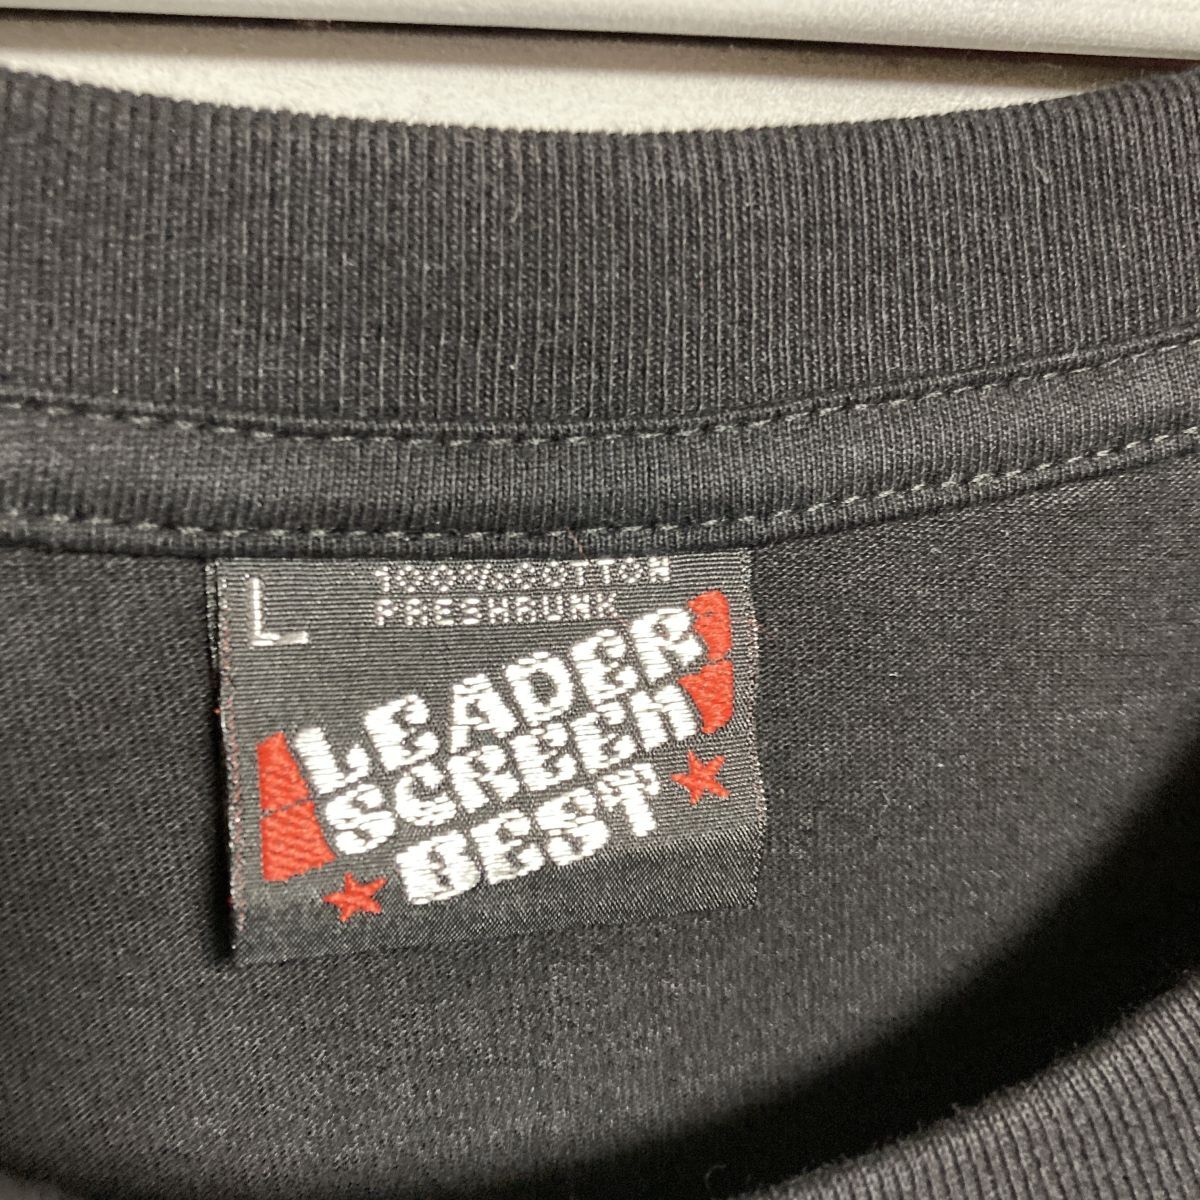 L
100%COTTON
PRESHRUNK
LEADER
SCREEN
BEST